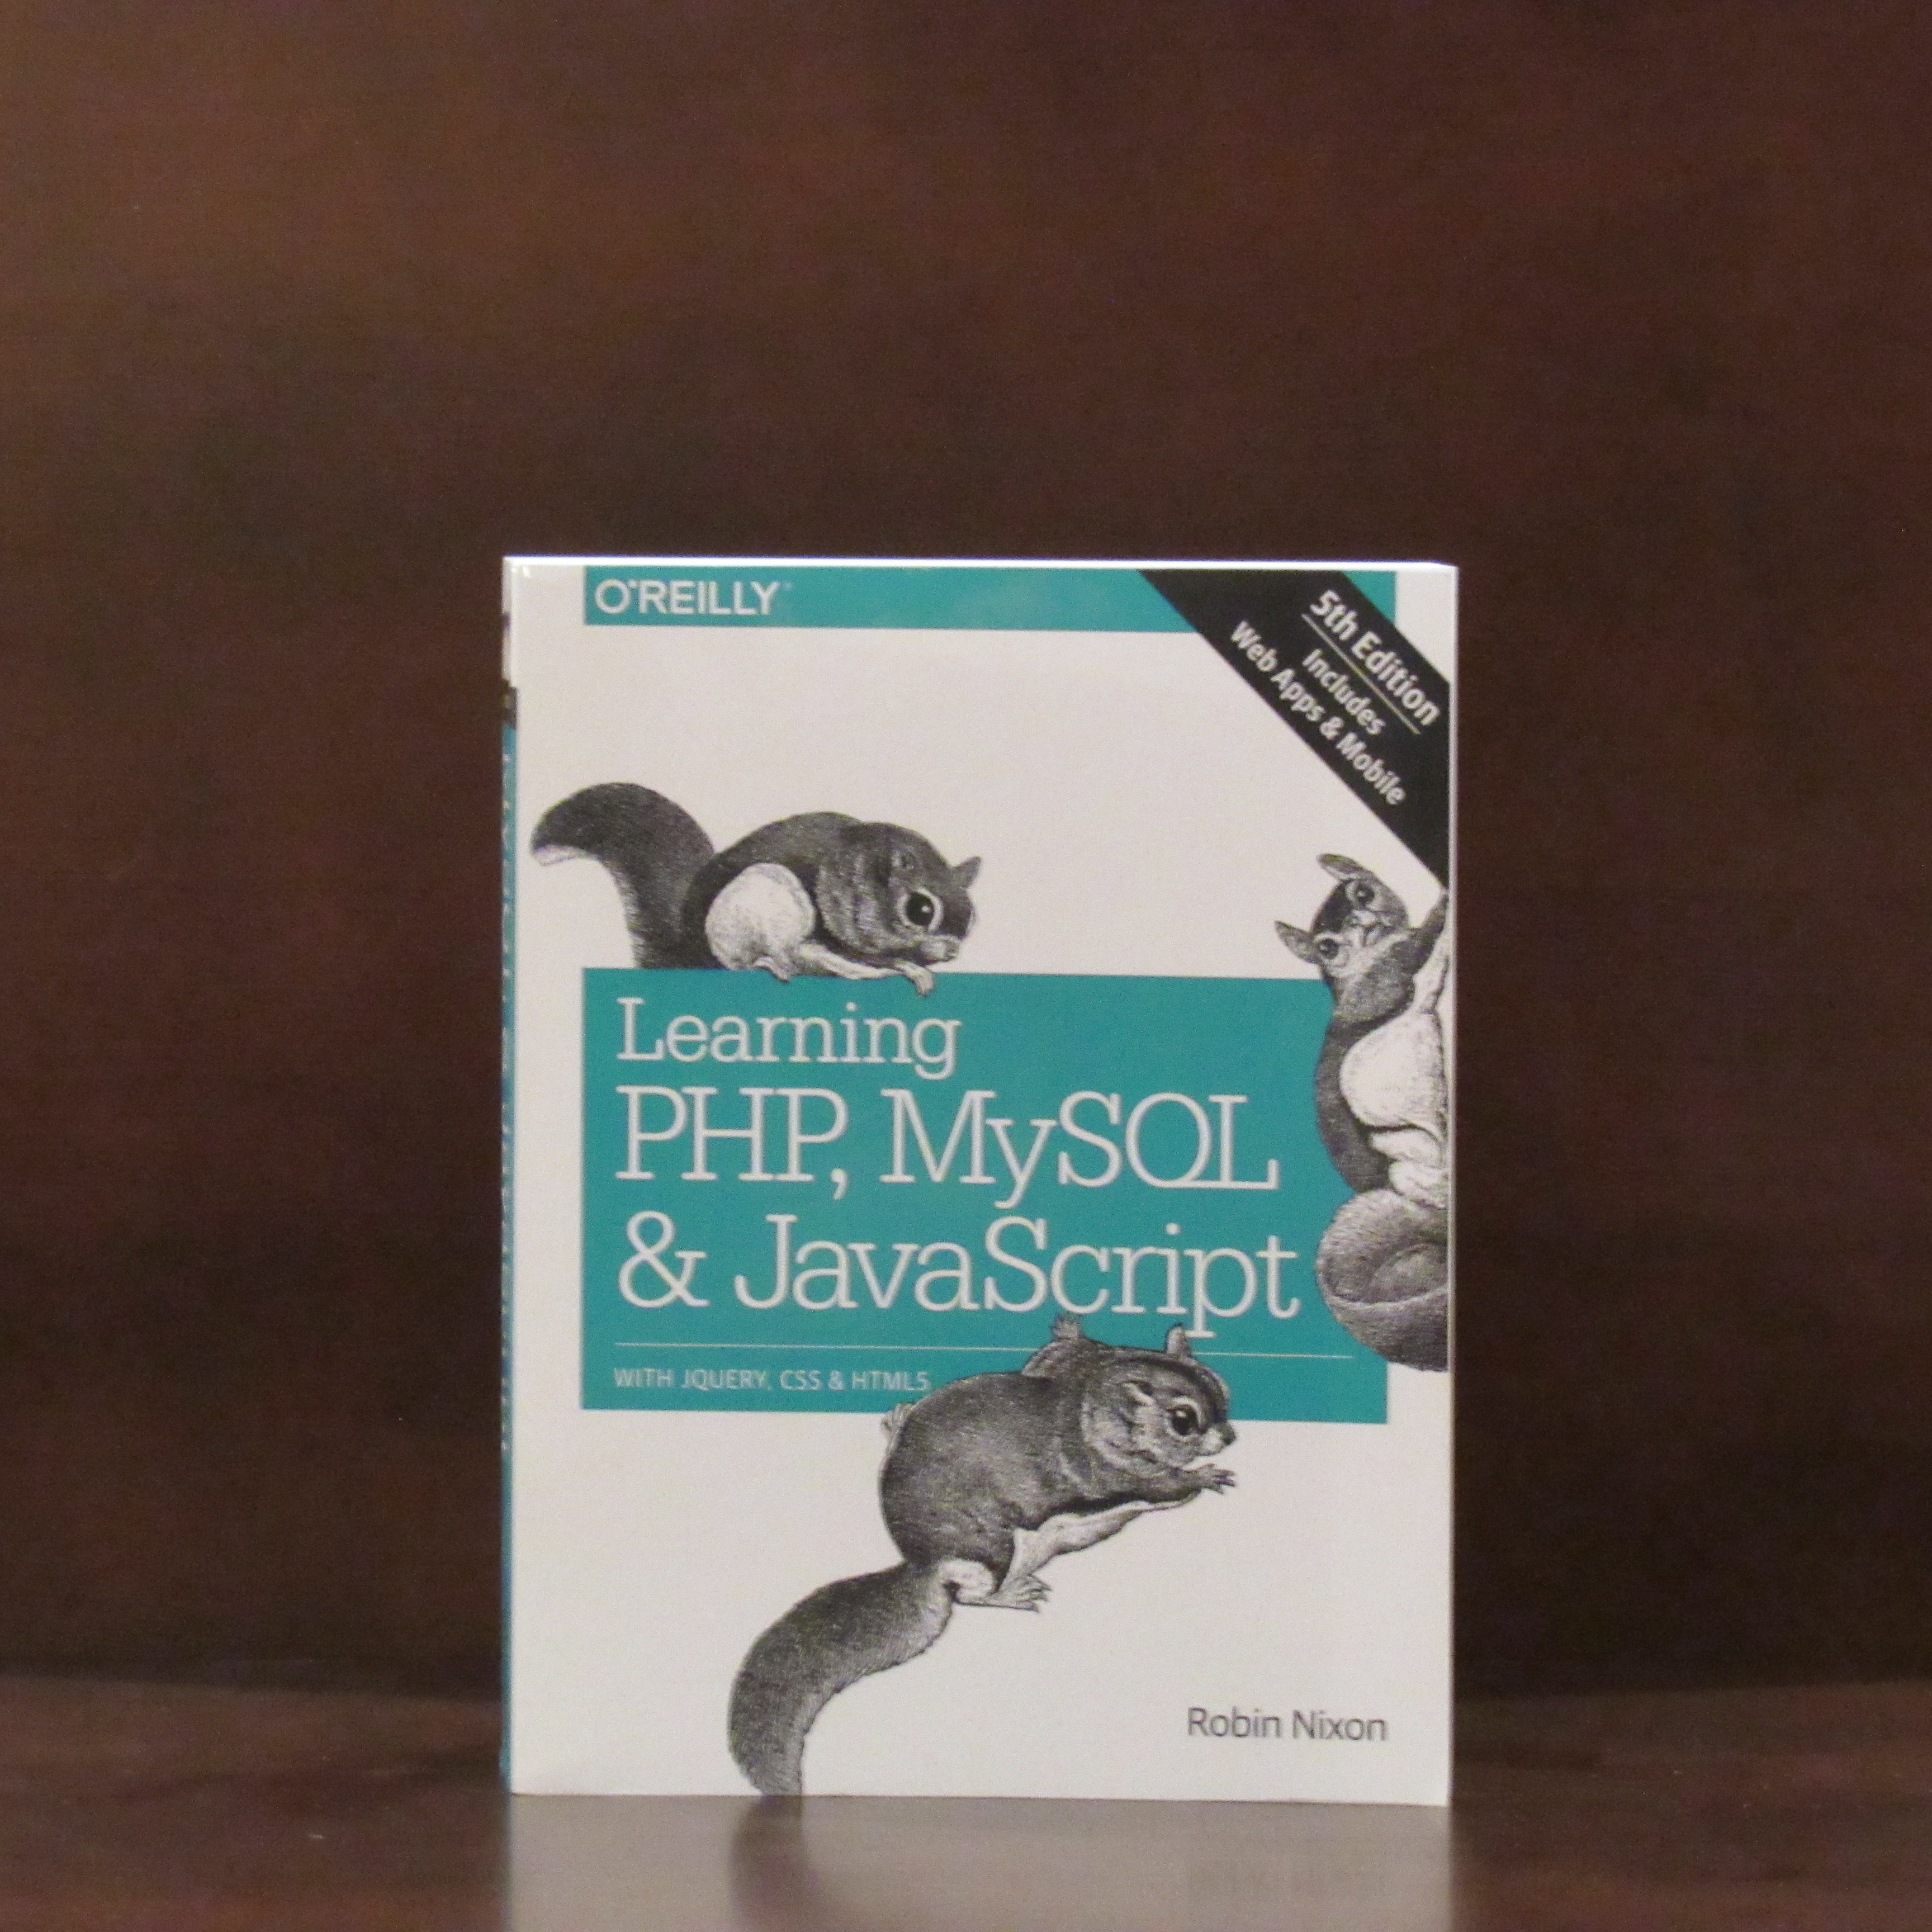 O'REILLY
5th Edition
Includes
Web Apps & Mobile
Learning
PHP, MySQL
& JavaScript
WITH JQUERY, CSS & HTML5
Robin Nixon